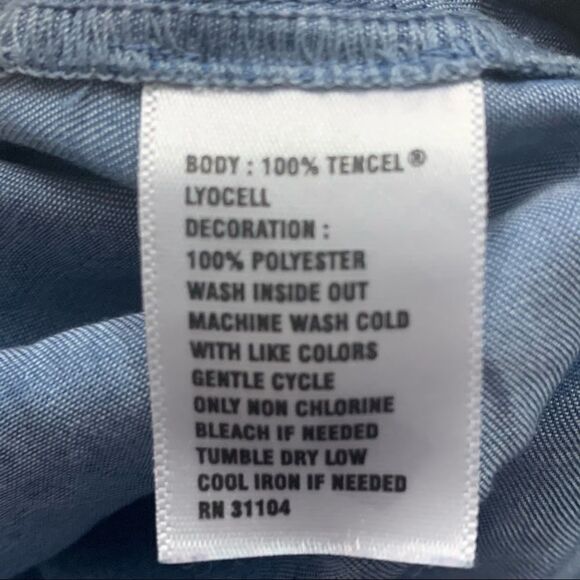 BODY : 100% TENCEL®
LYOCELL
DECORATION :
100% POLYESTER
WASH INSIDE OUT
MACHINE WASH COLD
WITH LIKE COLORS
GENTLE CYCLE
ONLY NON CHLORINE
BLEACH IF NEEDED
TUMBLE DRY LOW
COOL IRON IF NEEDED
RN 31104